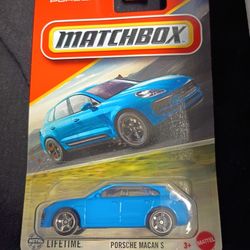 MATCHBOX
LIFETIME
PORSCHE MACAN S
3+
MATTEL